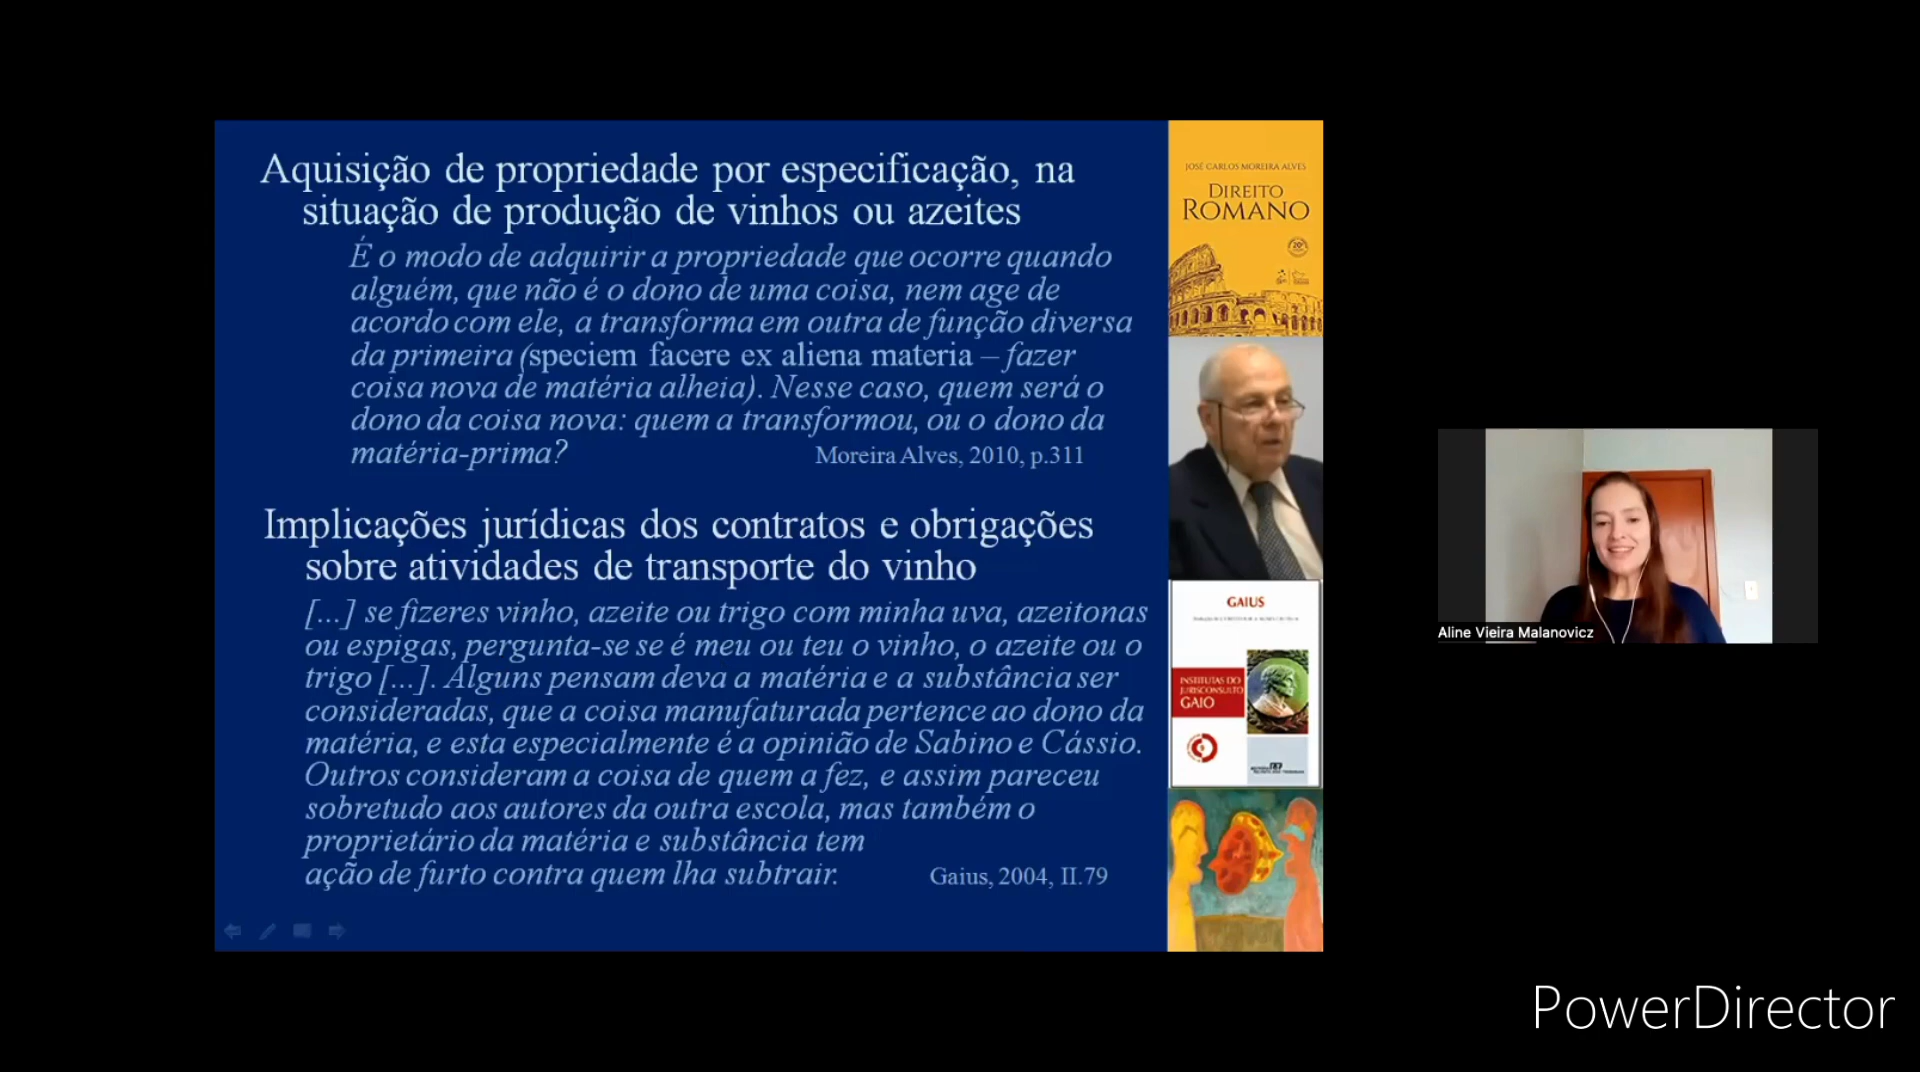 Aquisição de propriedade por especificação, na
situação de produção de vinhos ou azeites
É o modo de adquirir a propriedade que ocorre quando
alguém, que não é o dono de uma coisa, nem age de
acordo com ele, a transforma em outra de função diversa
da primeira (speciem facere ex aliena materia – fazer
coisa nova de matéria alheia). Nesse caso, quem será o
dono da coisa nova: quem a transformou, ou o dono da
matéria-prima?
Moreira Alves, 2010, p.311
Implicações jurídicas dos contratos e obrigações
sobre atividades de transporte do vinho
[...] se fizeres vinho, azeite ou trigo com minha uva, azeitonas
ou espigas, pergunta-se se é meu ou teu o vinho, o azeite ou o
trigo [...]. Alguns pensam deva a matéria e a substância ser
consideradas, que a coisa manufaturada pertence ao dono da
matéria, e esta especialmente é a opinião de Sabino e Cássio.
Outros consideram a coisa de quem a fez, e assim pareceu
sobretudo aos autores da outra escola, mas também o
proprietário da matéria e substância tem
ação de furto contra quem lha subtrair.
Gaius, 2004, II.79
JOSÉ CARLOS MOREIRA ALVES
DIREITO
ROMANO
20ª
GAIUS
INSTITUTAS DO
JURISCONSULTO
GAIO
Aline Vieira Malanovicz
PowerDirector